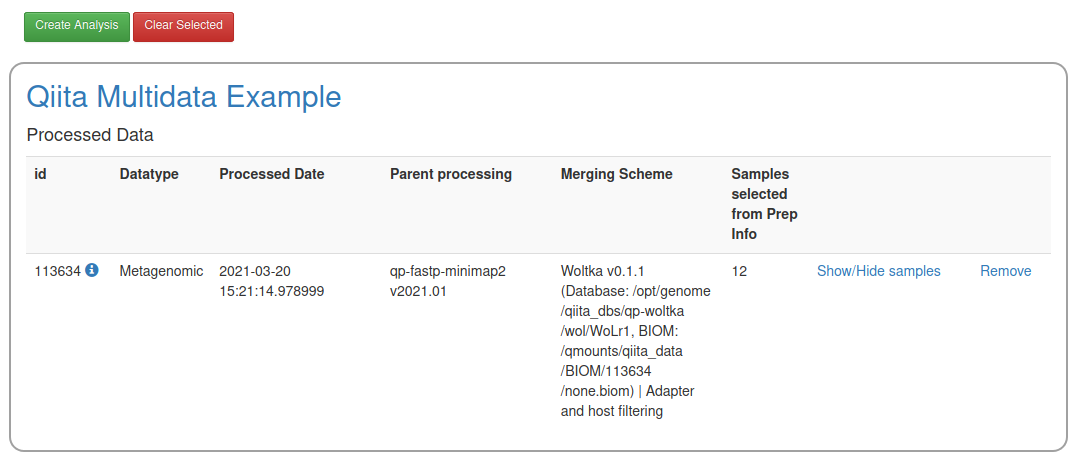 Create Analysis Clear Selected
Qiita Multidata Example
Processed Data
id Datatype Processed Date Parent processing Merging Scheme Samples selected from Prep Info
113634 Metagenomic 2021-03-20 qp-fastp-minimap2 Woltka v0.1.1 12 Show/Hide samples Remove
15:21:14.978999 v2021.01 (Database: /opt/genome
/qiita_dbs/qp-woltka
/wol/WoLr1, BIOM:
/qmounts/qiita_data
/BIOM/113634
/none.biom) | Adapter
and host filtering